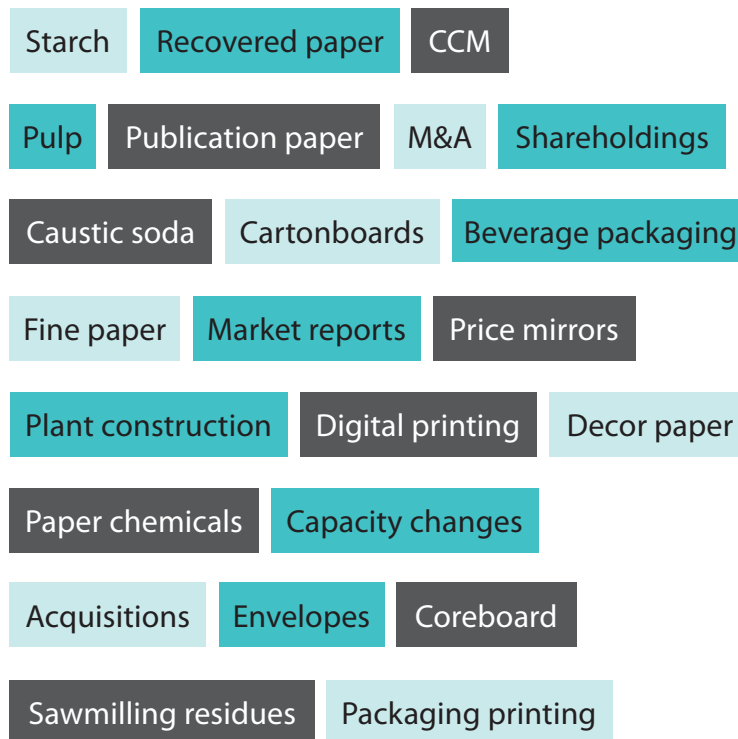 Starch Recovered paper CCM
Pulp Publication paper M&A Shareholdings
Caustic soda Cartonboards Beverage packaging
Fine paper Market reports Price mirrors
Plant construction Digital printing Decor paper
Paper chemicals Capacity changes
Acquisitions Envelopes Coreboard
Sawmilling residues Packaging printing